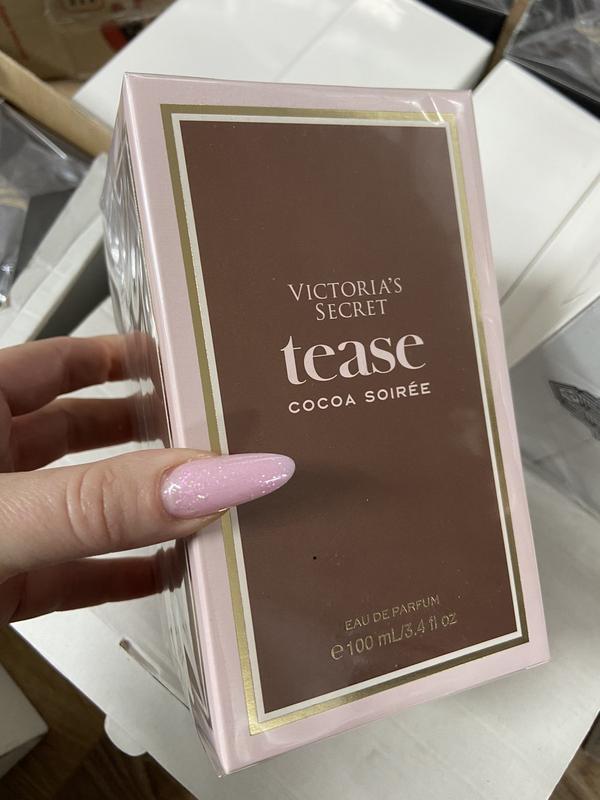 VICTORIA'S
SECRET
tease
COCOA SOIRÉE
EAU DE PARFUM
℮ 100 mL/3.4 fl oz